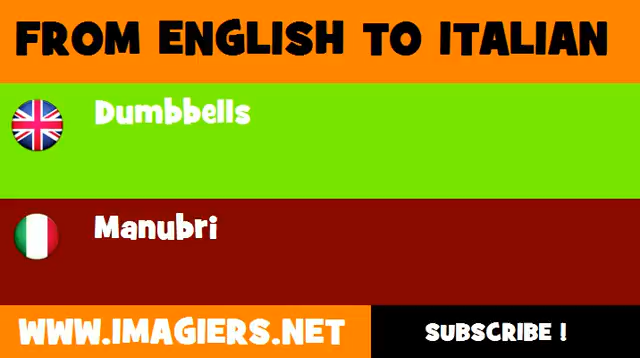 FROM ENGLISH TO ITALIAN
Dumbbells
Manubri
WWW.IMAGIERS.NET
SUBSCRIBE !